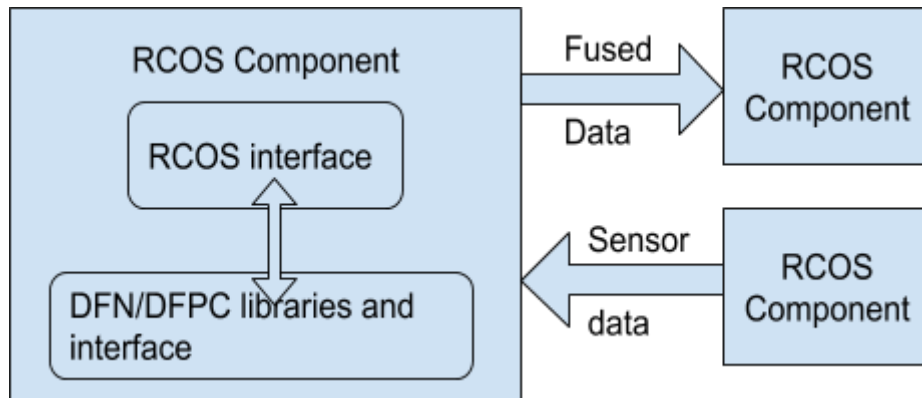 RCOS Component
RCOS interface
DFN/DFPC libraries and
interface
Fused
Data
RCOS
Component
Sensor
data
RCOS
Component